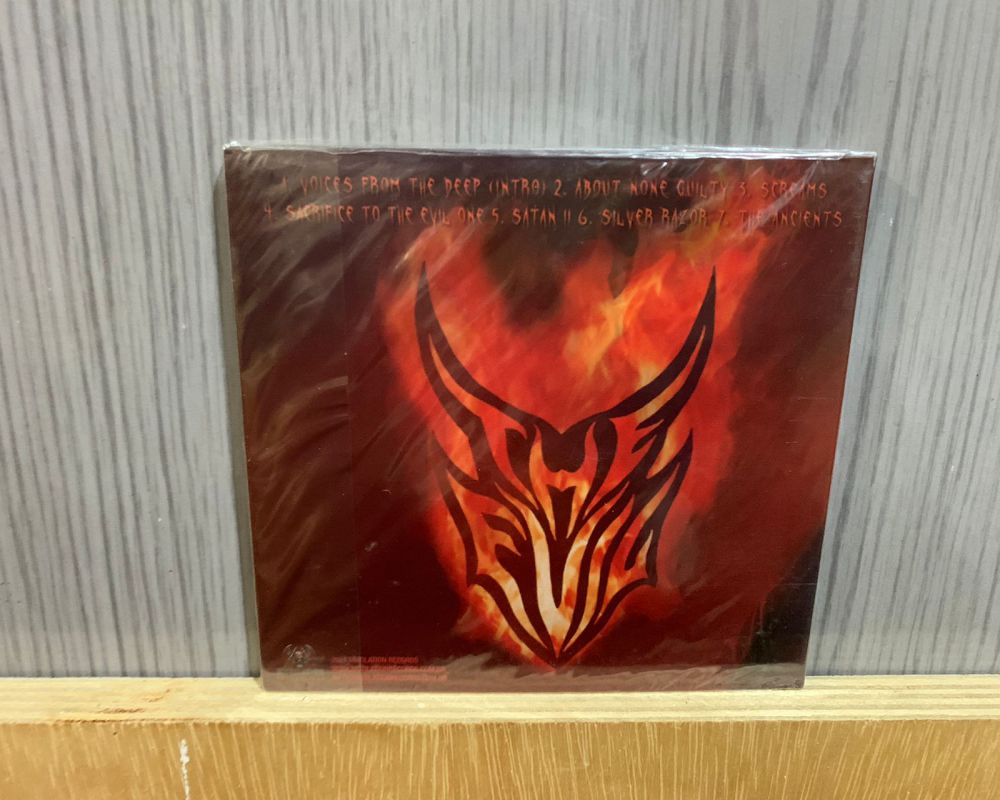 1. VOICES FROM THE DEEP (INTRO) 2. ABOUT NONE GUILTY 3. SCREAMS
4. SACRIFICE TO THE EVIL ONE 5. SATAN II 6. SILVER RAZOR 7. THE ANCIENTS
RECORDS